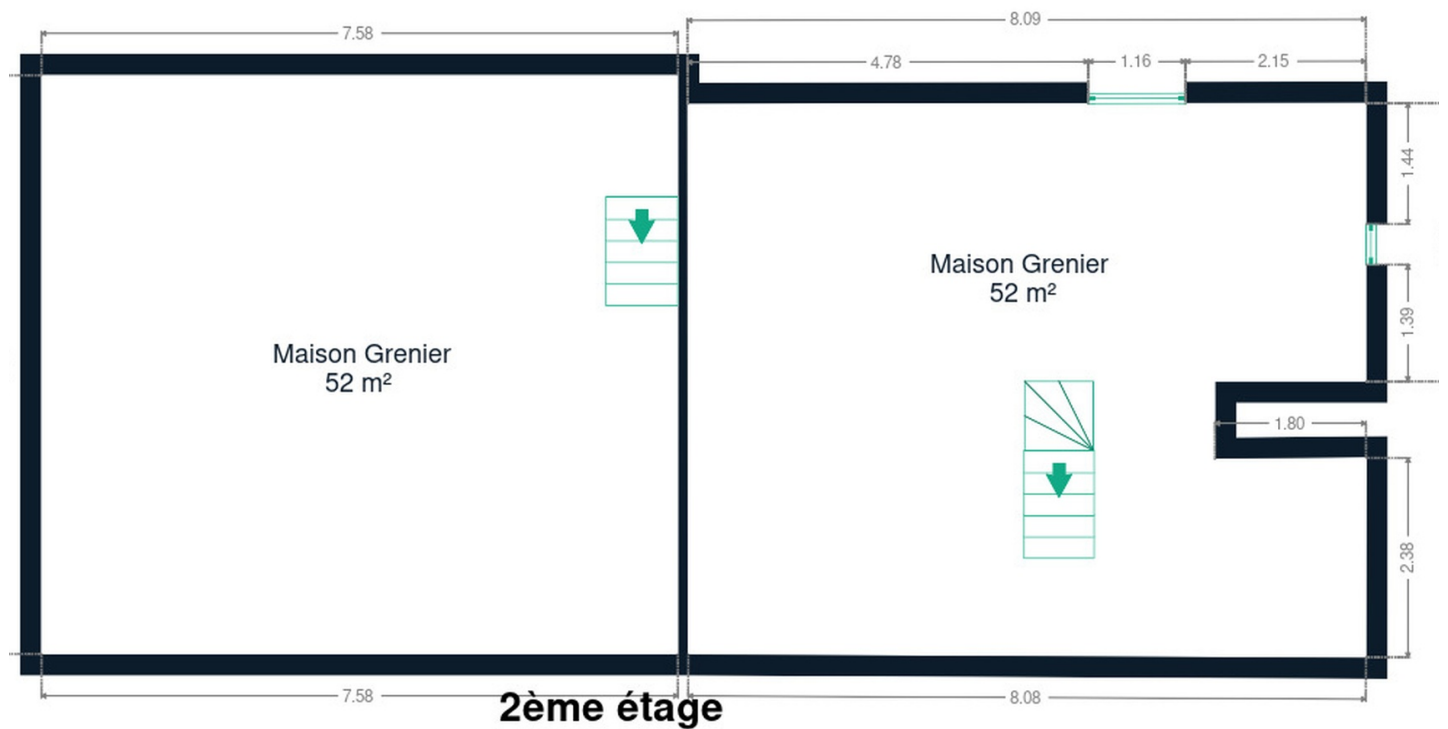 8.09
7.58
4.78
1.16
2.15
1.44
Maison Grenier
52 m²
1.39
Maison Grenier
52 m²
1.80
2.38
7.58
2ème étage
8.08